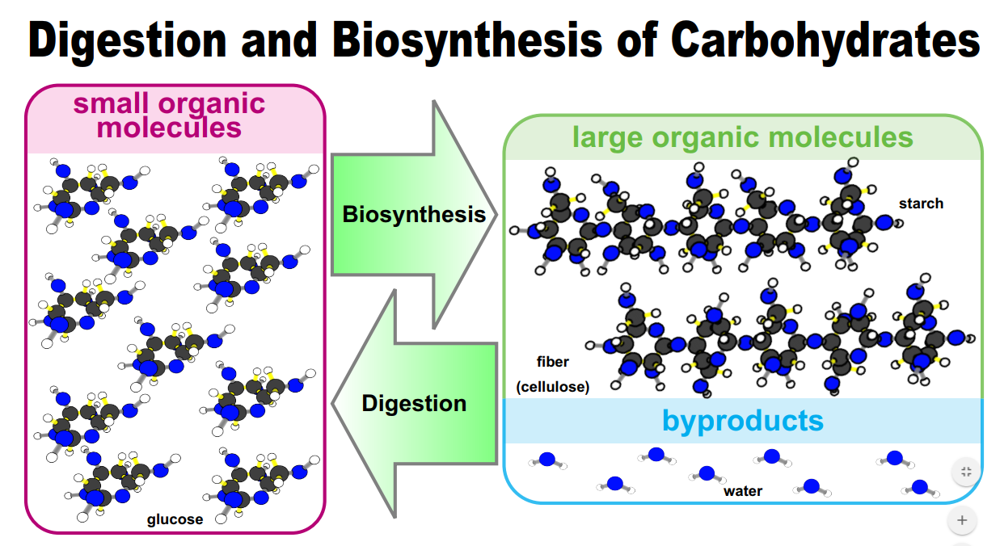 Digestion and Biosynthesis of Carbohydrates
small organic
molecules
glucose
Biosynthesis
Digestion
large organic molecules
starch
fiber
(cellulose)
byproducts
water